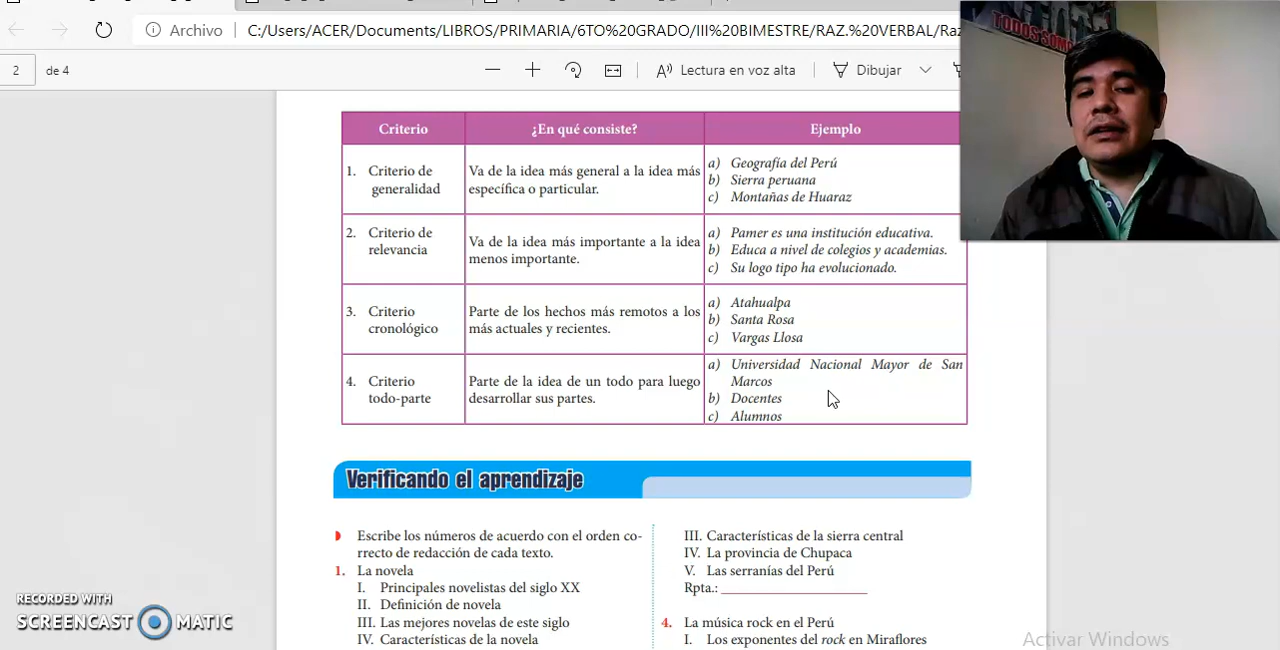 Archivo C:/Users/ACER/Documents/LIBROS/PRIMARIA/6TO%20GRADO/III%20BIMESTRE/RAZ.%20VERBAL/Raz
2 de 4 Lectura en voz alta Dibujar
TODOS SOMO
Criterio ¿En qué consiste? Ejemplo
1. Criterio de generalidad
Va de la idea más general a la idea más
específica o particular.
a) Geografía del Perú
b) Sierra peruana
c) Montañas de Huaraz
2. Criterio de
relevancia
Va de la idea más importante a la idea
menos importante.
a) Pamer es una institución educativa.
b) Educa a nivel de colegios y academias.
c) Su logo tipo ha evolucionado.
3. Criterio
cronológico
Parte de los hechos más remotos a los
más actuales y recientes.
a) Atahualpa
b) Santa Rosa
c) Vargas Llosa
4. Criterio
todo-parte
Parte de la idea de un todo para luego
desarrollar sus partes.
a) Universidad Nacional Mayor de San
Marcos
b) Docentes
c) Alumnos
Verificando el aprendizaje
Escribe los números de acuerdo con el orden co-
rrecto de redacción de cada texto.
1. La novela
I. Principales novelistas del siglo XX
II. Definición de novela
III. Las mejores novelas de este siglo
IV. Características de la novela
III. Características de la sierra central
IV. La provincia de Chupaca
V. Las serranías del Perú
Rpta.:
4. La música rock en el Perú
I. Los exponentes del rock en Miraflores
RECORDED WITH
SCREENCAST MATIC
Activar Windows